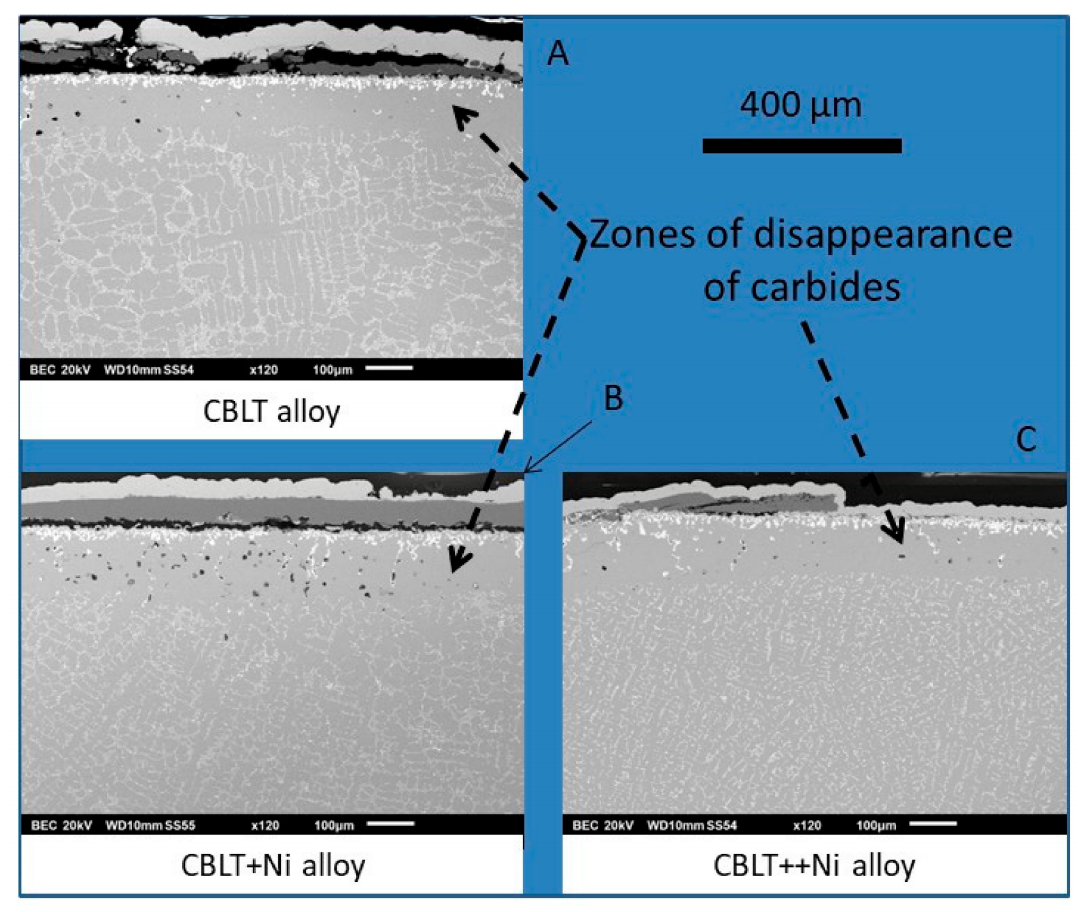 A
400 µm
Zones of disappearance
of carbides
BEC 20kV WD10mm SS54 x120 100µm
CBLT alloy
B
C
BEC 20kV WD10mm SS55 x120 100µm
BEC 20kV WD10mm SS54 x120 100µm
CBLT+Ni alloy
CBLT++Ni alloy